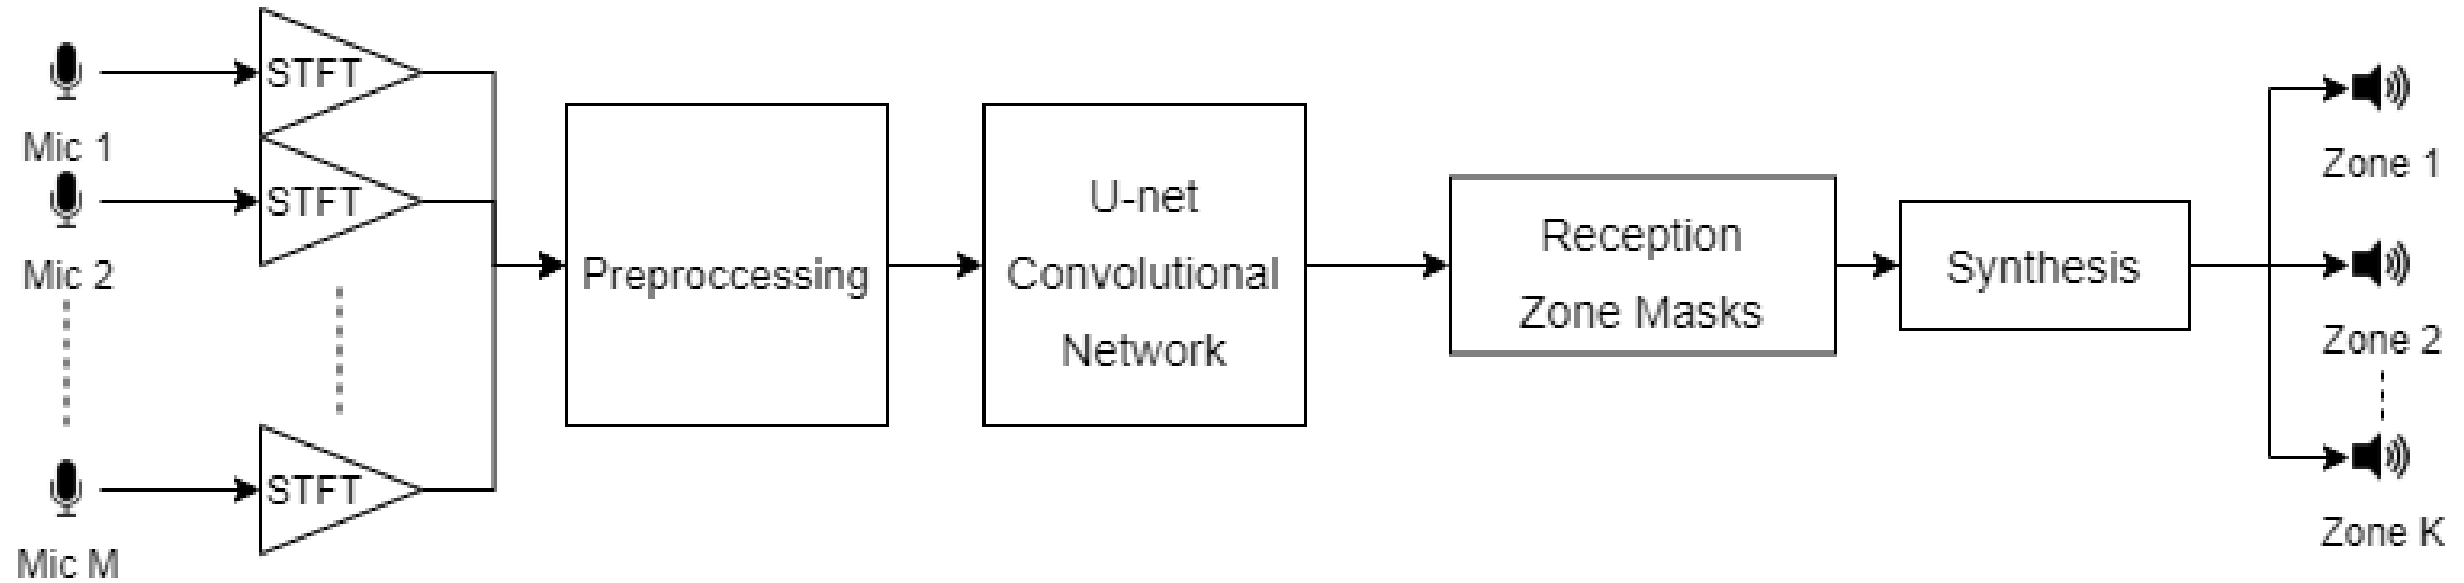 STFT
Mic 1
STFT
Mic 2
STFT
Mic M
Preproccessing
U-net
Convolutional
Network
Reception
Zone Masks
Synthesis
Zone 1
Zone 2
Zone K